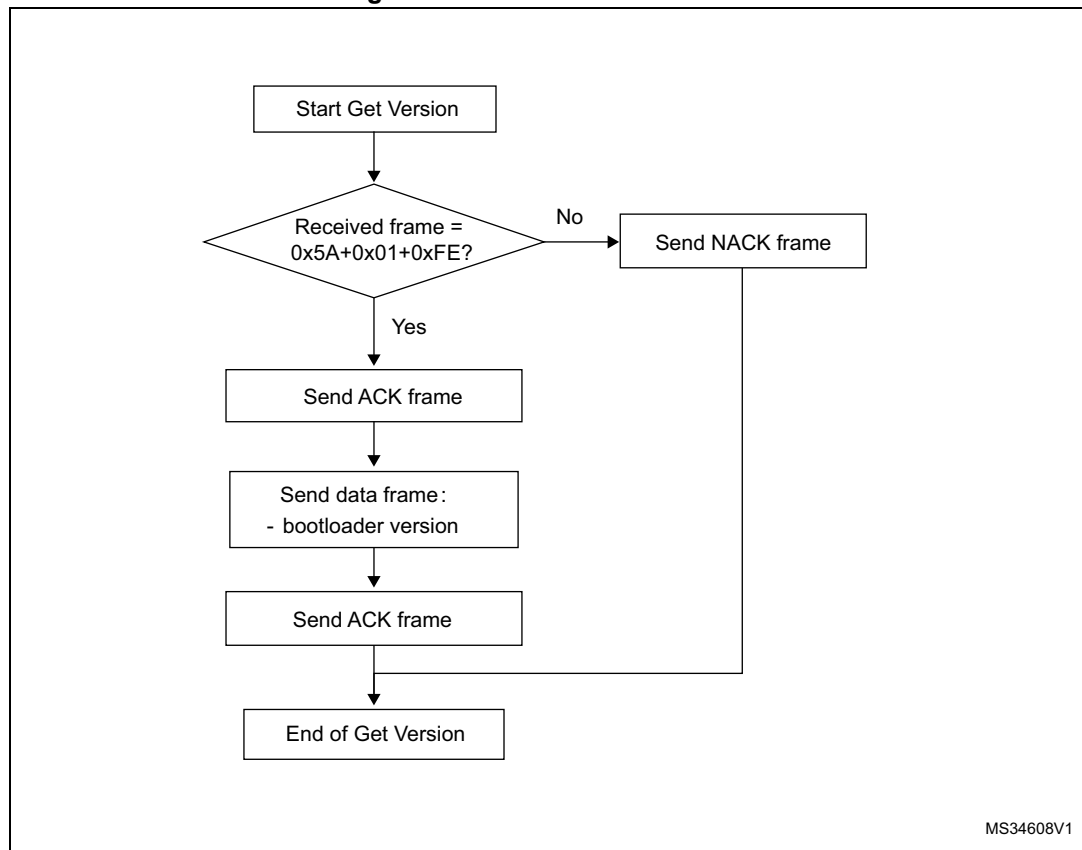 Start Get Version
Received frame =
0x5A+0x01+0xFE?
No
Send NACK frame
Yes
Send ACK frame
Send data frame:
- bootloader version
Send ACK frame
End of Get Version
MS34608V1